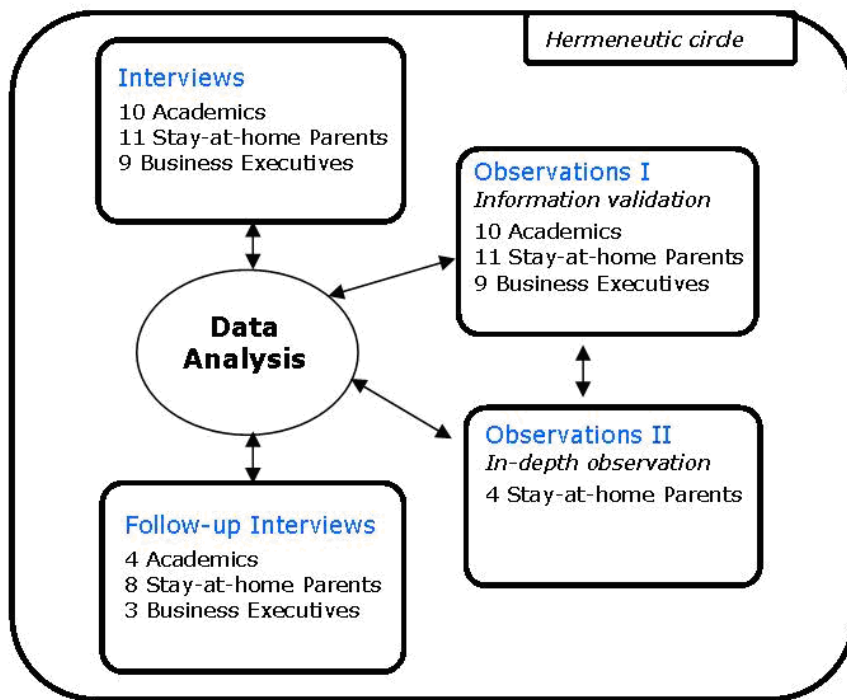 Hermeneutic circle
Interviews
10 Academics
11 Stay-at-home Parents
9 Business Executives
Observations I
Information validation
10 Academics
11 Stay-at-home Parents
9 Business Executives
Data
Analysis
Observations II
In-depth observation
4 Stay-at-home Parents
Follow-up Interviews
4 Academics
8 Stay-at-home Parents
3 Business Executives